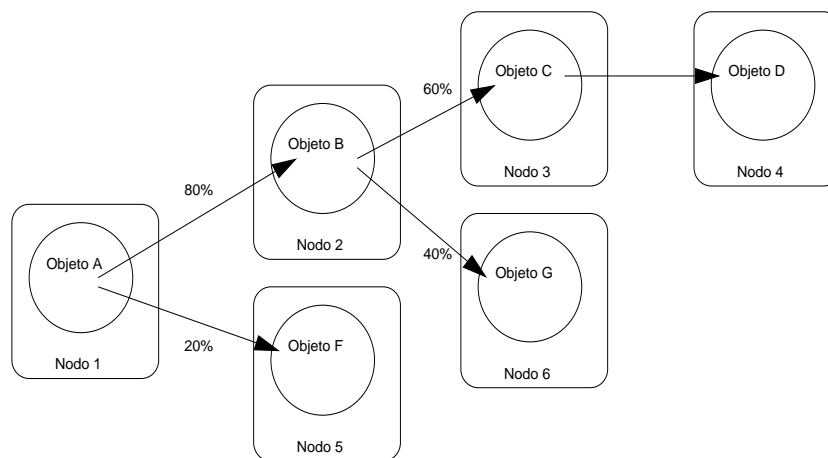 Objeto C
Objeto D
60%
Objeto B
Nodo 3
Nodo 4
80%
Nodo 2
40%
Objeto A
Objeto G
20%
Objeto F
Nodo 1
Nodo 6
Nodo 5